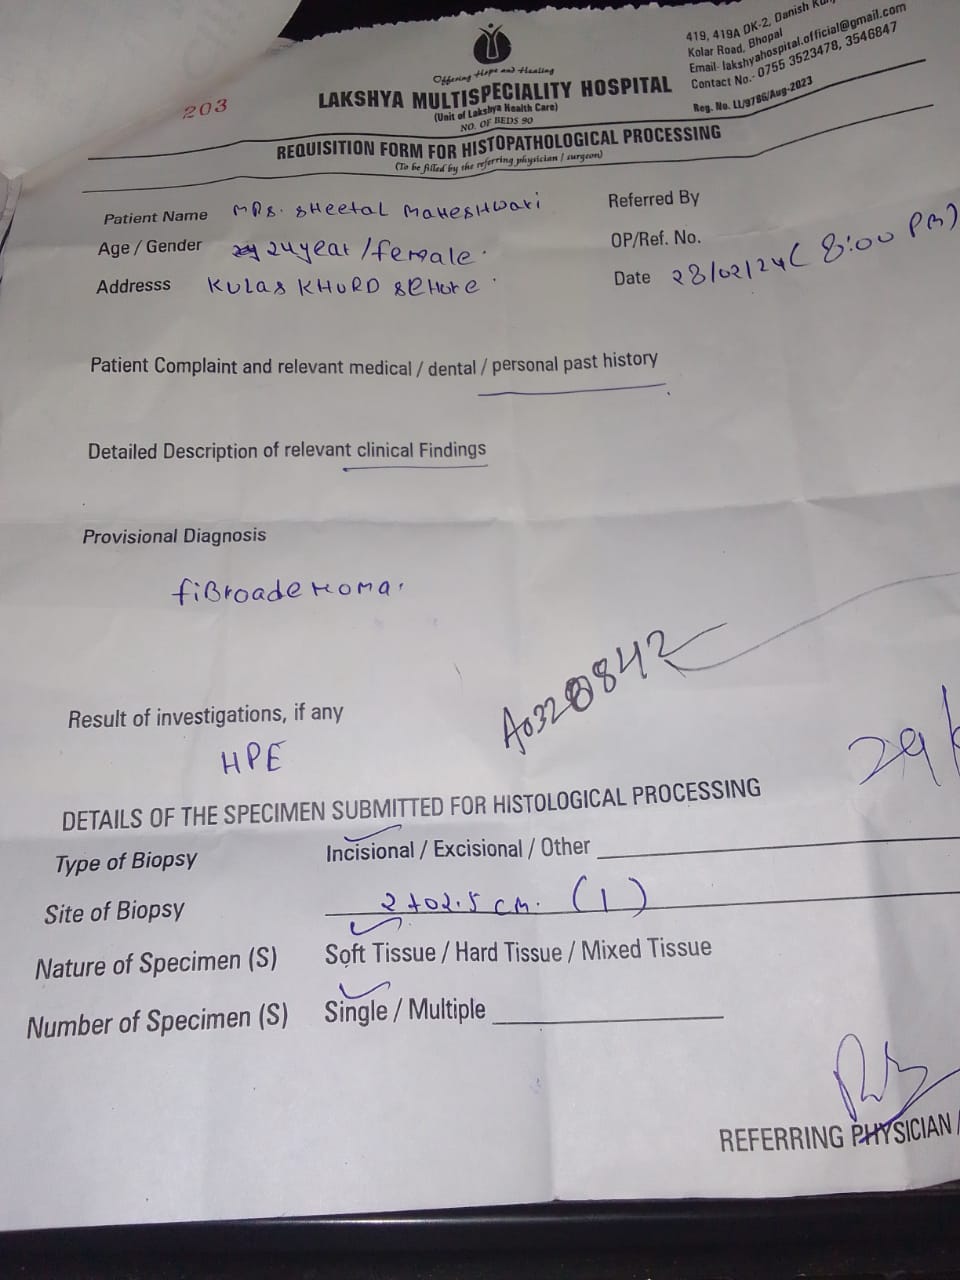 203
Offering Hope and Healing
LAKSHYA MULTISPECIALITY HOSPITAL
(Unit of Lakshya Health Care)
NO. OF BEDS 90
419, 419A DK-2, Danish
Kolar Road, Bhopal
Email- lakshyahospital.official@gmail.com
Contact No.- 0755 3523478, 3546847
Reg. No. LL/9786/Aug-2023
REQUISITION FORM FOR HISTOPATHOLOGICAL PROCESSING
(To be filled by the referring physician / surgeon)
Patient Name MRS. SHeetal MaHesHwari
Referred By
Age / Gender 24year /female.
OP/Ref. No.
Addresss KULAS KHURD SeHore
Date 28/02/24 (8:00 PM)
Patient Complaint and relevant medical / dental / personal past history
Detailed Description of relevant clinical Findings
Provisional Diagnosis
fiBroadenoma.
A0328842
Result of investigations, if any
HPE
29/
DETAILS OF THE SPECIMEN SUBMITTED FOR HISTOLOGICAL PROCESSING
Type of Biopsy Incisional / Excisional / Other
Site of Biopsy 2 to 2.5 cm. (1)
Nature of Specimen (S) Soft Tissue / Hard Tissue / Mixed Tissue
Number of Specimen (S) Single / Multiple
REFERRING PHYSICIAN /